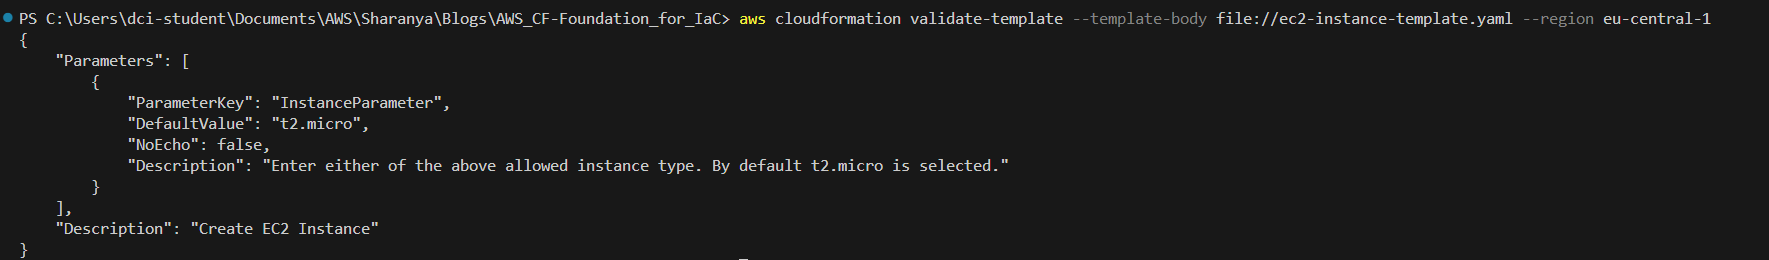 PS C:\Users\dci-student\Documents\AWS\Sharanya\Blogs\AWS_CF-Foundation_for_IaC> aws cloudformation validate-template --template-body file://ec2-instance-template.yaml --region eu-central-1
{
    "Parameters": [
        {
            "ParameterKey": "InstanceParameter",
            "DefaultValue": "t2.micro",
            "NoEcho": false,
            "Description": "Enter either of the above allowed instance type. By default t2.micro is selected."
        }
    ],
    "Description": "Create EC2 Instance"
}